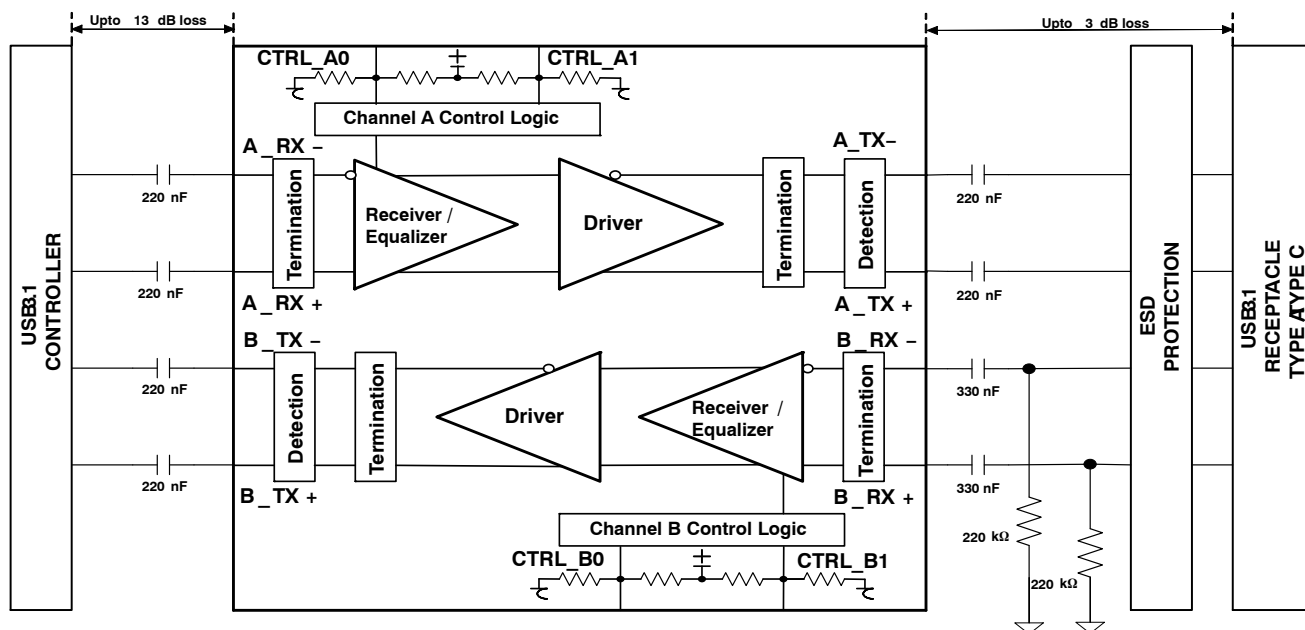 Upto 13 dB loss
Upto 3 dB loss
CTRL_A0
CTRL_A1
Channel A Control Logic
A_RX −
A_TX−
220 nF
Termination
Receiver / Equalizer
Driver
Termination
Detection
220 nF
220 nF
A_RX +
A_TX +
220 nF
USB3.1 CONTROLLER
ESD PROTECTION
USB3.1 RECEPTACLE TYPE ATYPE C
B_TX −
B_RX −
220 nF
Detection
Termination
Driver
Receiver / Equalizer
Termination
330 nF
220 nF
B_TX +
B_RX +
330 nF
Channel B Control Logic
220 kΩ
CTRL_B0
CTRL_B1
220 kΩ